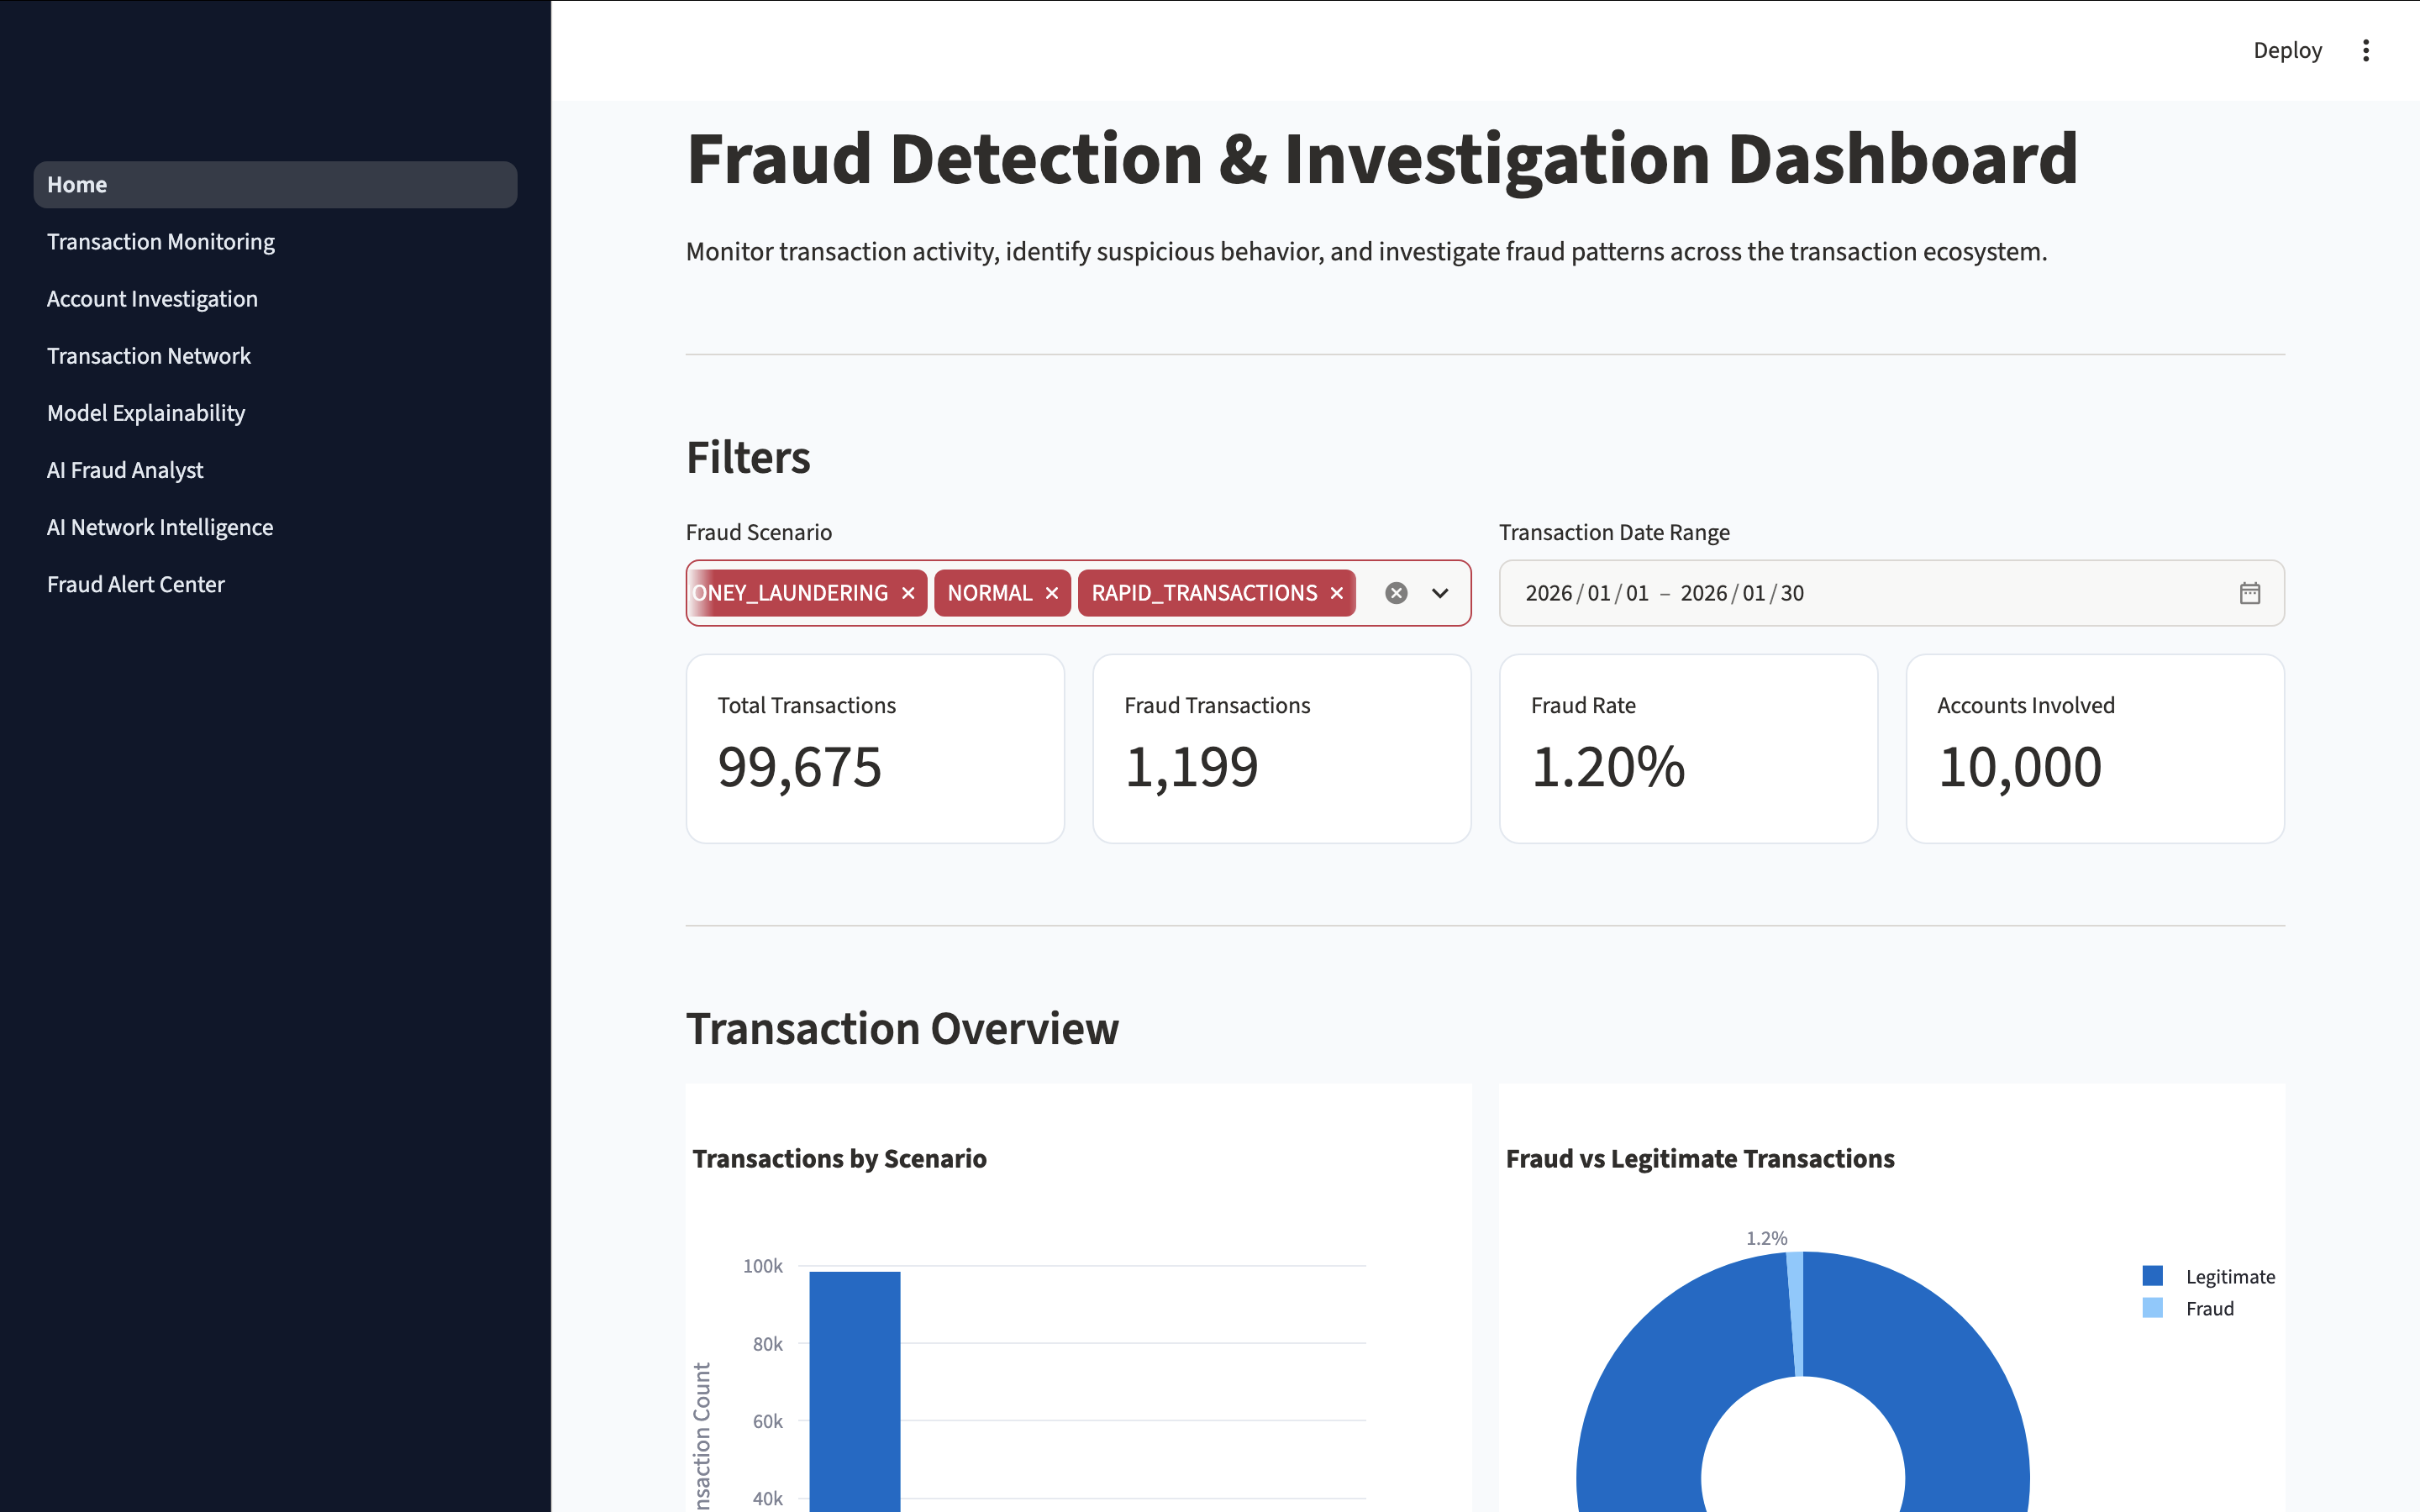 Deploy
Home
Transaction Monitoring
Account Investigation
Transaction Network
Model Explainability
AI Fraud Analyst
AI Network Intelligence
Fraud Alert Center
Fraud Detection & Investigation Dashboard
Monitor transaction activity, identify suspicious behavior, and investigate fraud patterns across the transaction ecosystem.
Filters
Fraud Scenario
ONEY_LAUNDERING
NORMAL
RAPID_TRANSACTIONS
Transaction Date Range
2026/01/01 – 2026/01/30
Total Transactions
99,675
Fraud Transactions
1,199
Fraud Rate
1.20%
Accounts Involved
10,000
Transaction Overview
Transactions by Scenario
100k
80k
60k
40k
nsaction Count
Fraud vs Legitimate Transactions
1.2%
Legitimate
Fraud